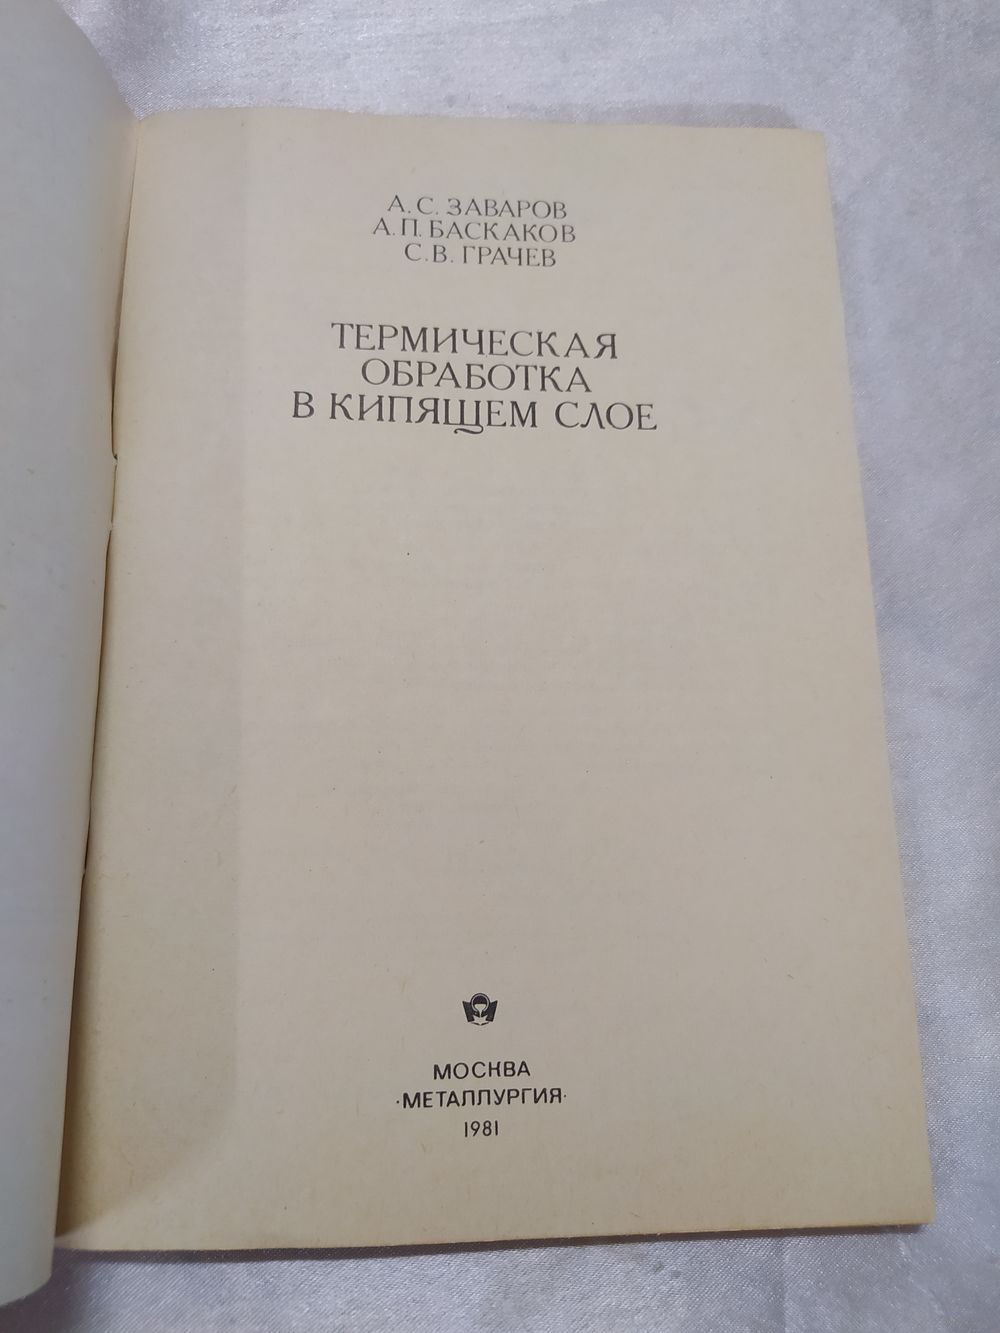 А. С. ЗАВАРОВ
А. П. БАСКАКОВ
С. В. ГРАЧЕВ
ТЕРМИЧЕСКАЯ
ОБРАБОТКА
В КИПЯЩЕМ СЛОЕ
МОСКВА
·МЕТАЛЛУРГИЯ·
1981